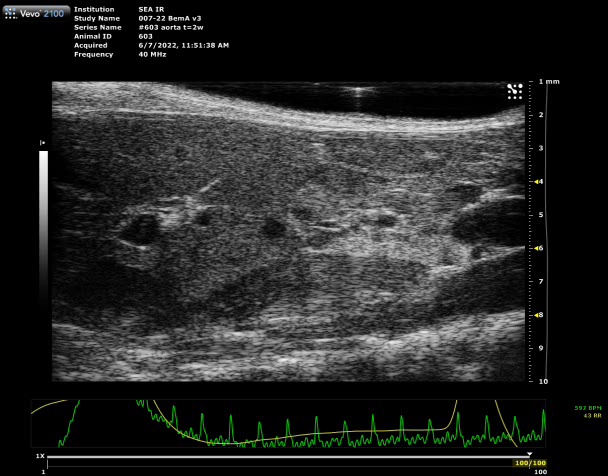 Vevo 2100
Institution SEA IR
Study Name 007-22 BemA v3
Series Name #603 aorta t=2w
Animal ID 603
Acquired 6/7/2022, 11:51:38 AM
Frequency 40 MHz
1 mm
2
3
4
5
6
7
8
9
10
592 BPM
43 RR
1X
100/100
1 100